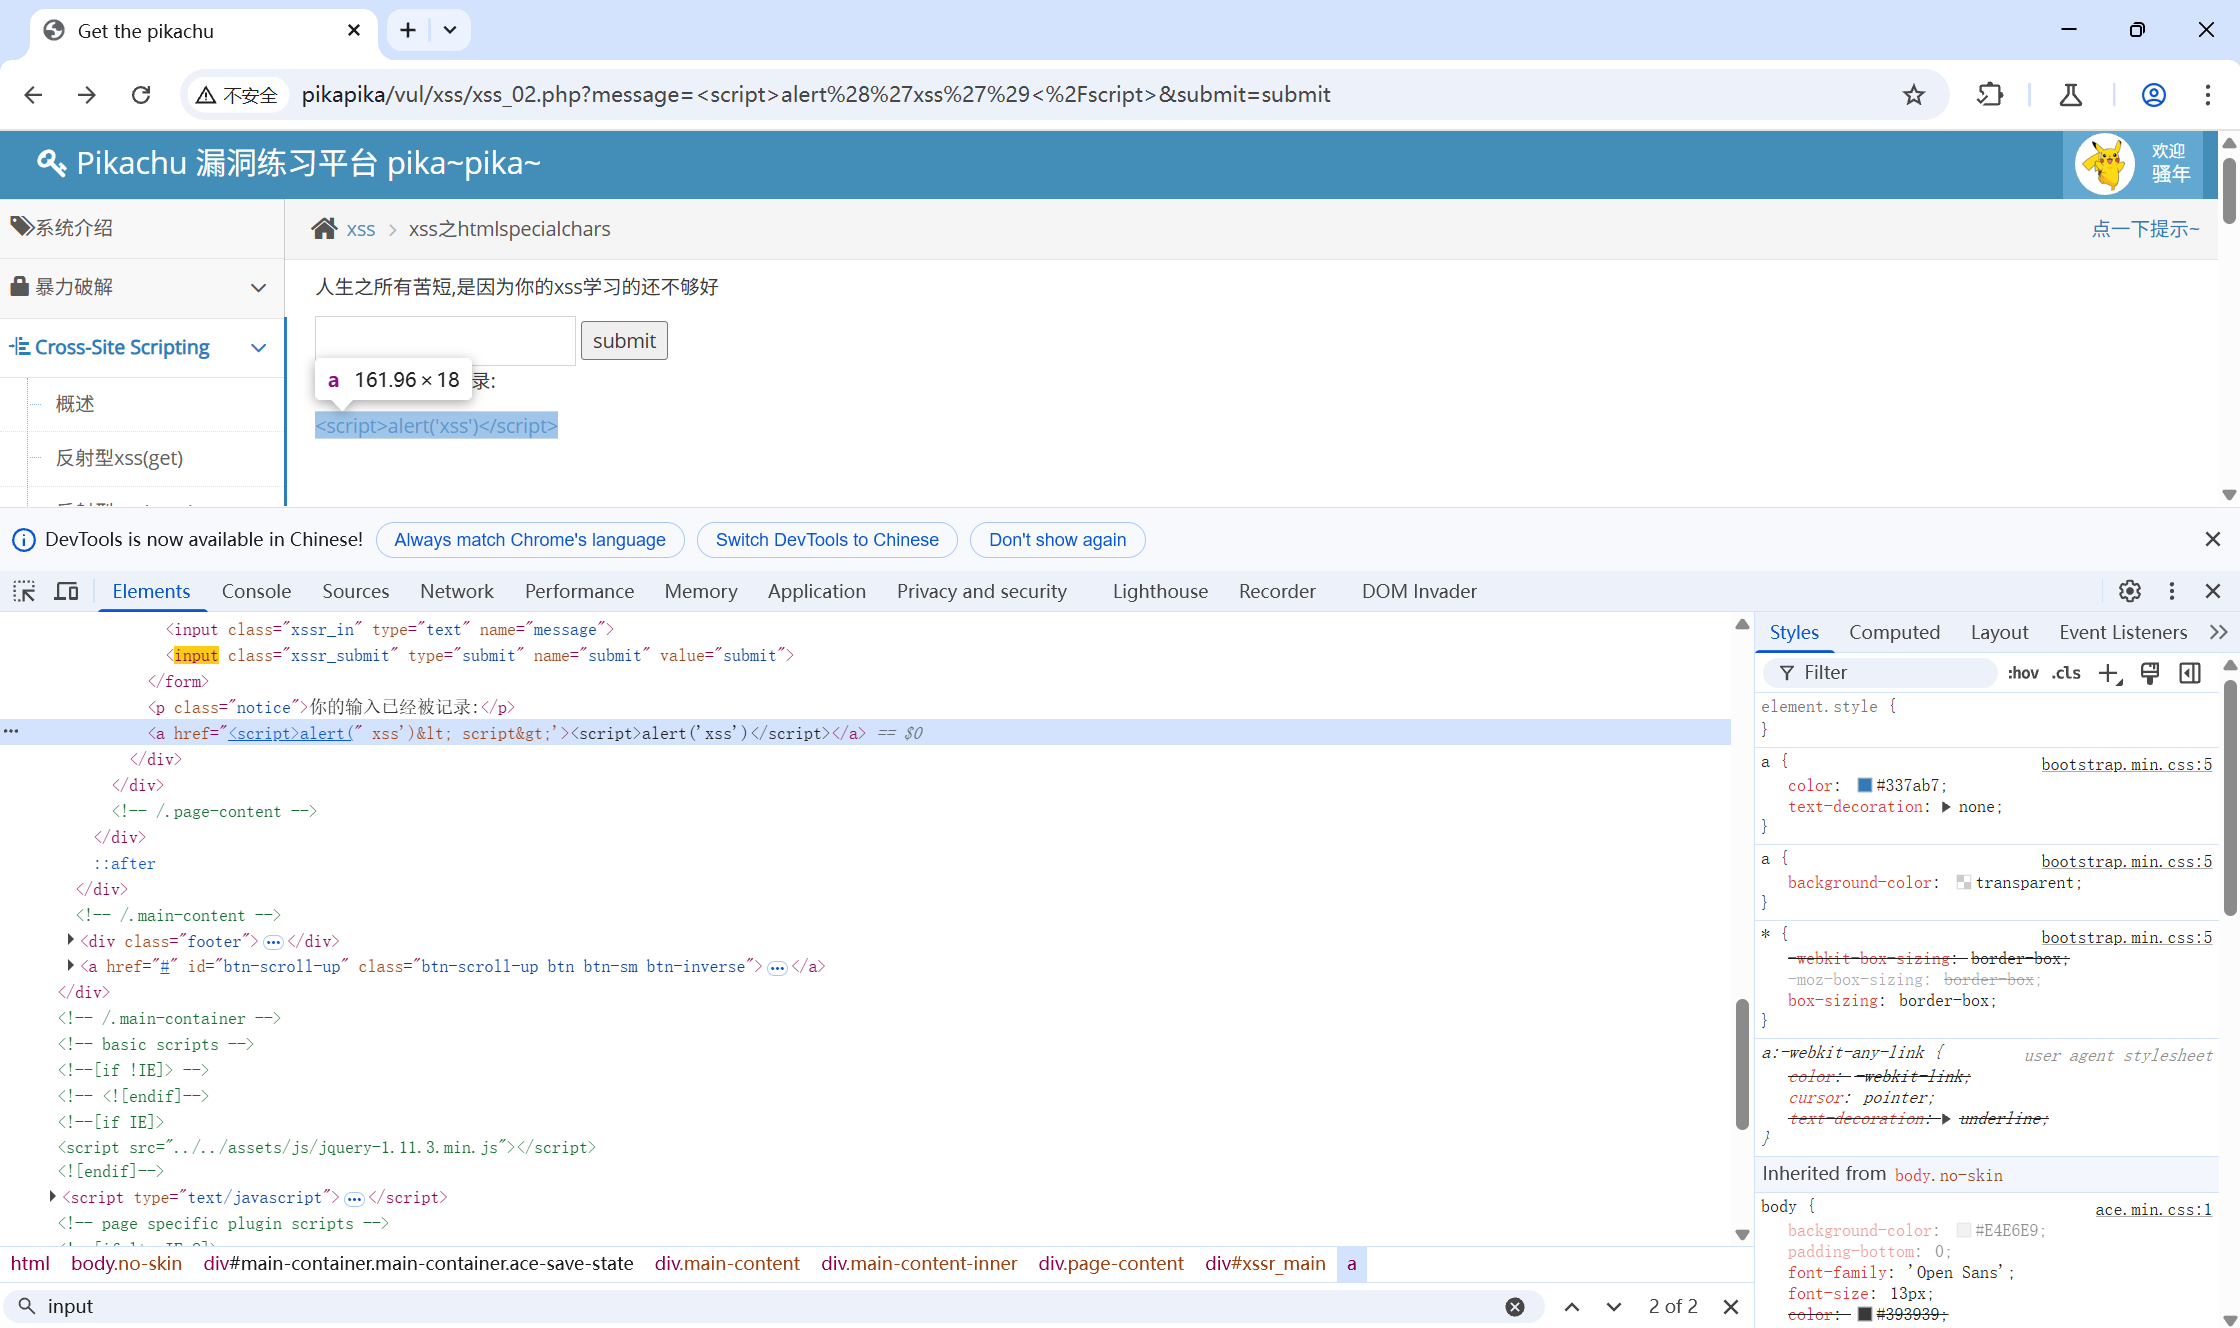 Get the pikachu
不安全
pikapika/vul/xss/xss_02.php?message=<script>alert%28%27xss%27%29<%2Fscript>&submit=submit
Pikachu 漏洞练习平台 pika~pika~
欢迎
骚年
系统介绍
xss
xss之htmlspecialchars
点一下提示~
暴力破解
人生之所有苦短,是因为你的xss学习的还不够好
submit
Cross-Site Scripting
a 161.96 × 18
录:
概述
<script>alert('xss')</script>
反射型xss(get)
DevTools is now available in Chinese!
Always match Chrome's language
Switch DevTools to Chinese
Don't show again
Elements Console Sources Network Performance Memory Application Privacy and security Lighthouse Recorder DOM Invader
<input class="xssr_in" type="text" name="message">
<input class="xssr_submit" type="submit" name="submit" value="submit">
</form>
<p class="notice">你的输入已经被记录:</p>
<a href="<script>alert(" xss')&lt; script&gt;'><script>alert('xss')</script></a> == $0
</div>
</div>
<!-- /.page-content -->
</div>
::after
</div>
<!-- /.main-content -->
<div class="footer"> </div>
<a href="#" id="btn-scroll-up" class="btn-scroll-up btn btn-sm btn-inverse"> </a>
</div>
<!-- /.main-container -->
<!-- basic scripts -->
<!--[if !IE]> -->
<!-- <![endif]-->
<!--[if IE]>
<script src="../../assets/js/jquery-1.11.3.min.js"></script>
<![endif]-->
<script type="text/javascript"> </script>
<!-- page specific plugin scripts -->
html body.no-skin div#main-container.main-container.ace-save-state div.main-content div.main-content-inner div.page-content div#xssr_main a
input
2 of 2
Styles Computed Layout Event Listeners
Filter
:hov .cls
element.style {
}
a { bootstrap.min.css:5
color: #337ab7;
text-decoration: none;
}
a { bootstrap.min.css:5
background-color: transparent;
}
* { bootstrap.min.css:5
-webkit-box-sizing: border-box;
-moz-box-sizing: border-box;
box-sizing: border-box;
}
a:-webkit-any-link { user agent stylesheet
color: -webkit-link;
cursor: pointer;
text-decoration: underline;
}
Inherited from body.no-skin
body { ace.min.css:1
background-color: #E4E6E9;
padding-bottom: 0;
font-family: 'Open Sans';
font-size: 13px;
color: #393939;